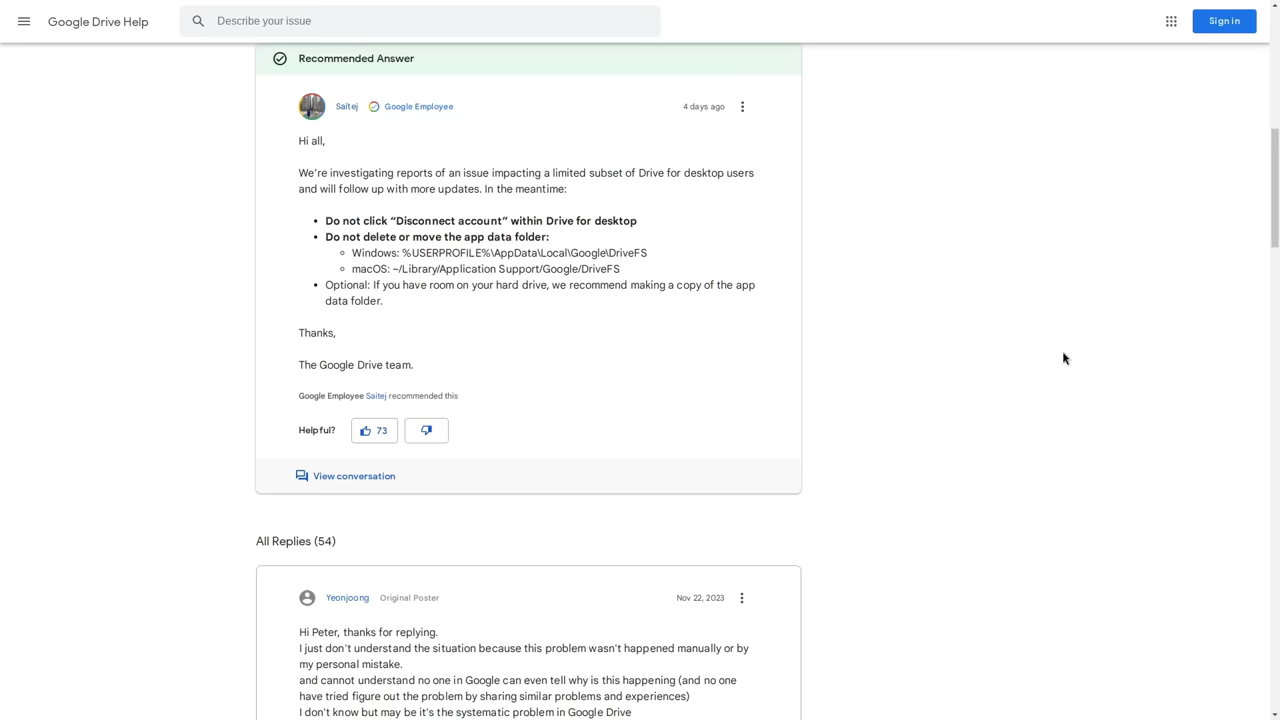 Google Drive Help
Describe your issue
Sign in
Recommended Answer
Saitej Google Employee 4 days ago
Hi all,
We're investigating reports of an issue impacting a limited subset of Drive for desktop users
and will follow up with more updates. In the meantime:
• Do not click “Disconnect account” within Drive for desktop
• Do not delete or move the app data folder:
◦ Windows: %USERPROFILE%\AppData\Local\Google\DriveFS
◦ macOS: ~/Library/Application Support/Google/DriveFS
• Optional: If you have room on your hard drive, we recommend making a copy of the app
data folder.
Thanks,
The Google Drive team.
Google Employee Saitej recommended this
Helpful? 73
View conversation
All Replies (54)
Yeonjoong Original Poster Nov 22, 2023
Hi Peter, thanks for replying.
I just don't understand the situation because this problem wasn't happened manually or by
my personal mistake.
and cannot understand no one in Google can even tell why is this happening (and no one
have tried figure out the problem by sharing similar problems and experiences)
I don't know but may be it's the systematic problem in Google Drive